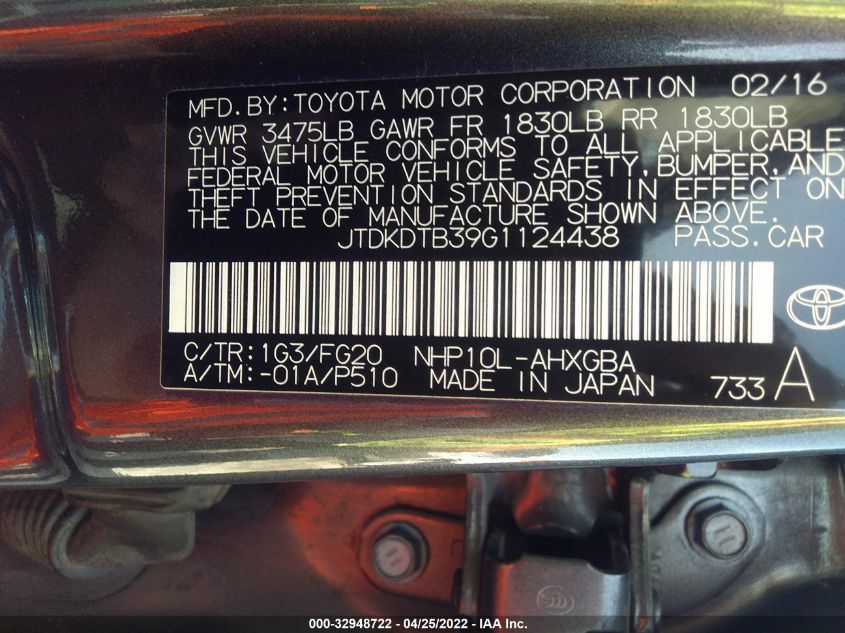 MFD.BY:TOYOTA MOTOR CORPORATION 02/16
GVWR 3475LB GAWR FR 1830LB RR 1830LB
THIS VEHICLE CONFORMS TO ALL APPLICABLE
FEDERAL MOTOR VEHICLE SAFETY,BUMPER,AND
THEFT PREVENTION STANDARDS IN EFFECT ON
THE DATE OF MANUFACTURE SHOWN ABOVE.
JTDKDTB39G1124438 PASS.CAR
C/TR:1G3/FG20 NHP10L-AHXGBA
A/TM:-01A/P510 MADE IN JAPAN 733 A
000-32948722 - 04/25/2022 - IAA Inc.